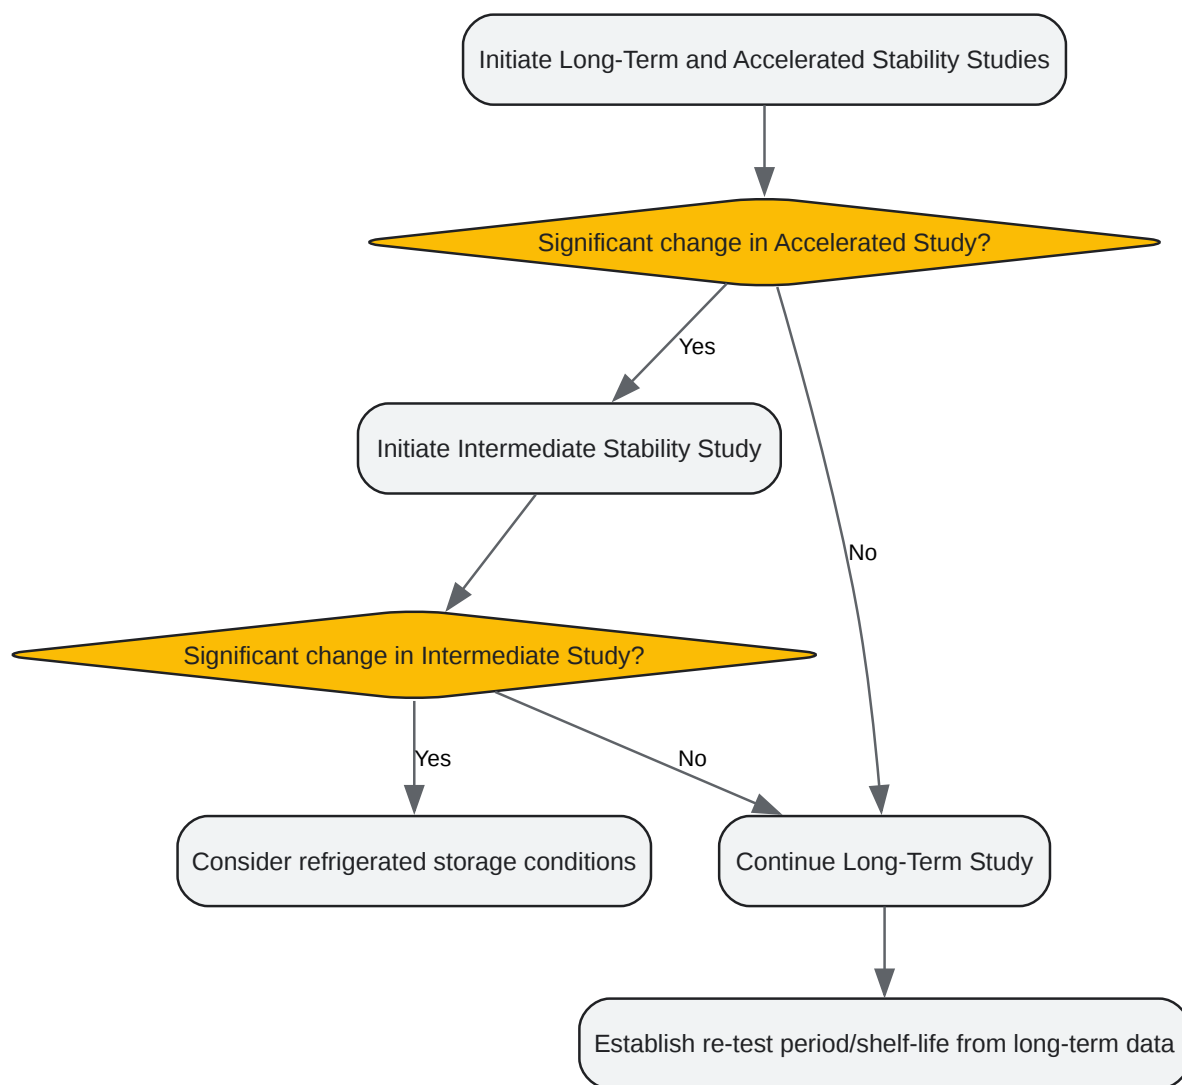 Initiate Long-Term and Accelerated Stability Studies
Significant change in Accelerated Study?
Yes
Initiate Intermediate Stability Study
No
Significant change in Intermediate Study?
Yes
No
Consider refrigerated storage conditions
Continue Long-Term Study
Establish re-test period/shelf-life from long-term data